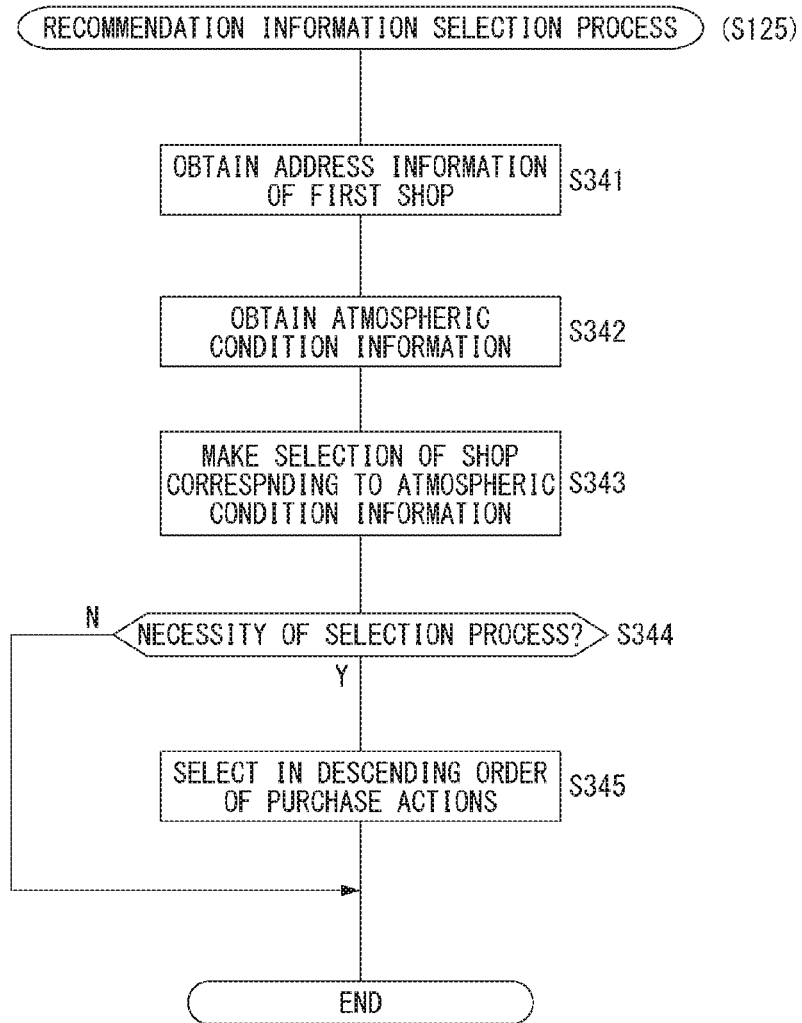 RECOMMENDATION INFORMATION SELECTION PROCESS (S125)
OBTAIN ADDRESS INFORMATION
OF FIRST SHOP
S341
OBTAIN ATMOSPHERIC
CONDITION INFORMATION
S342
MAKE SELECTION OF SHOP
CORRESPNDING TO ATMOSPHERIC
CONDITION INFORMATION
S343
N
NECESSITY OF SELECTION PROCESS? S344
Y
SELECT IN DESCENDING ORDER
OF PURCHASE ACTIONS
S345
END